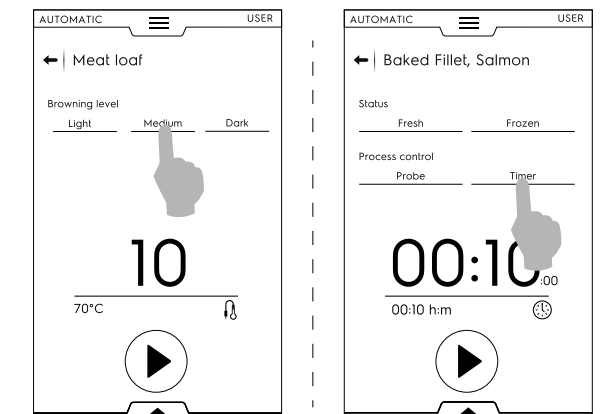 AUTOMATIC USER
Meat loaf
Browning level
Light Medium Dark
10
70°C
AUTOMATIC USER
Baked Fillet, Salmon
Status
Fresh Frozen
Process control
Probe Timer
00:10:00
00:10 h:m